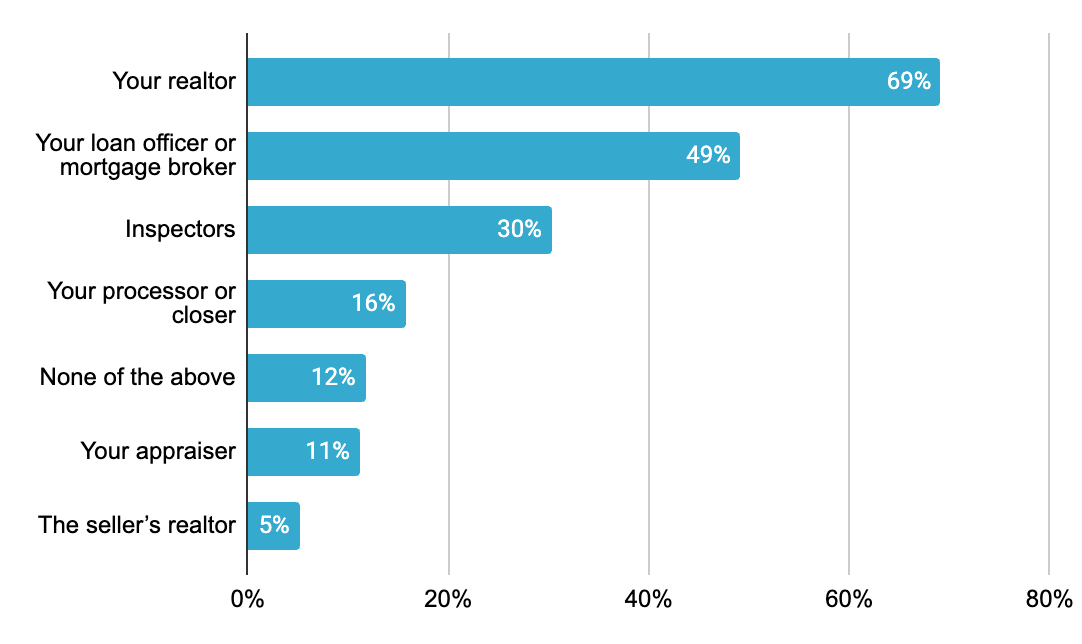 Your realtor
69%
Your loan officer or
mortgage broker
49%
Inspectors
30%
Your processor or
closer
16%
None of the above
12%
Your appraiser
11%
The seller’s realtor
5%
0%
20%
40%
60%
80%